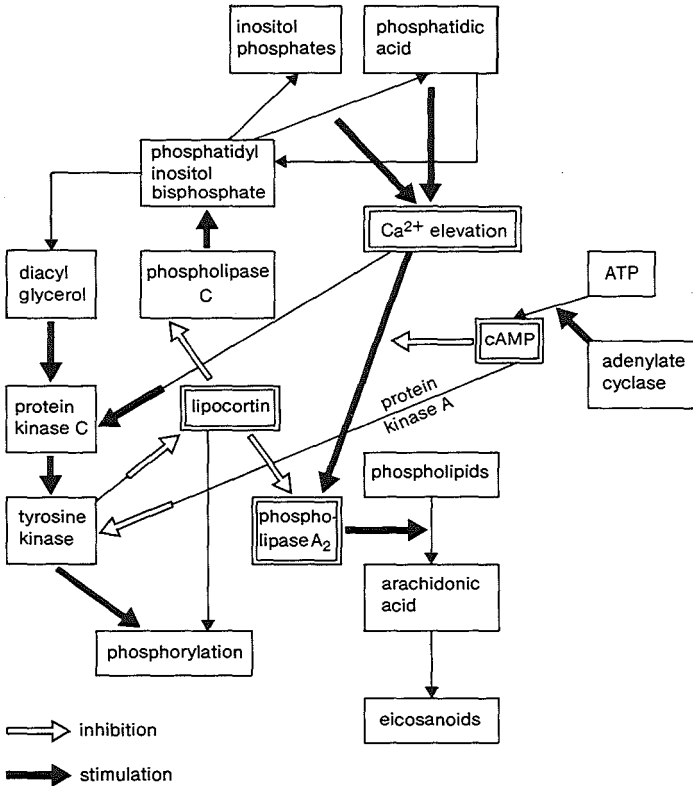 inositol
phosphates
phosphatidic
acid
phosphatidyl
inositol
bisphosphate
Ca2+ elevation
diacyl
glycerol
phospholipase
C
ATP
cAMP
adenylate
cyclase
protein
kinase C
lipocortin
protein
kinase A
phospholipids
tyrosine
kinase
phospho-
lipase A2
arachidonic
acid
phosphorylation
eicosanoids
inhibition
stimulation